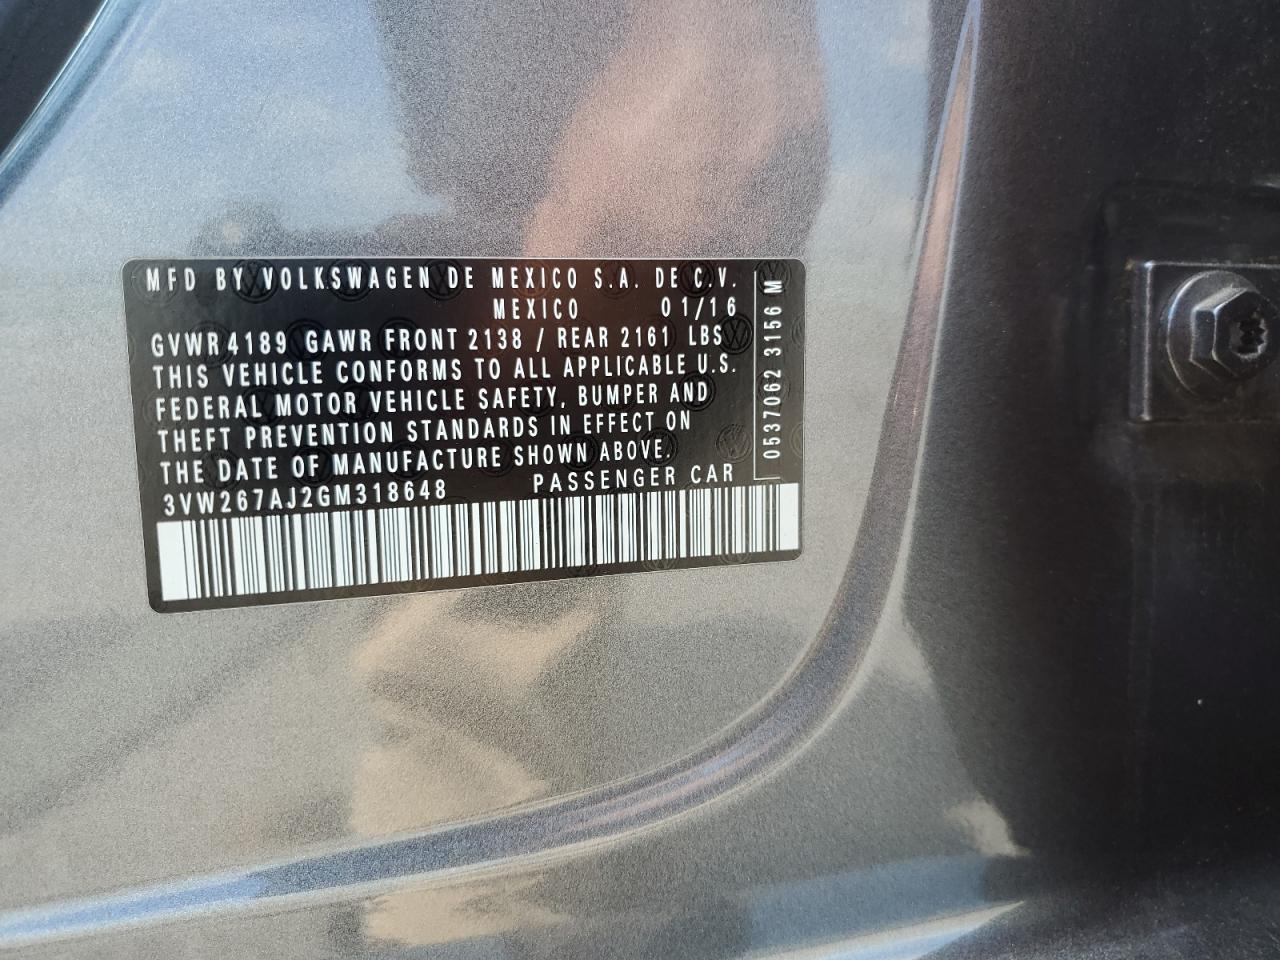 MFD BY VOLKSWAGEN DE MEXICO S.A. DE C.V.
MEXICO 01/16
GVWR 4189 GAWR FRONT 2138 / REAR 2161 LBS
THIS VEHICLE CONFORMS TO ALL APPLICABLE U.S.
FEDERAL MOTOR VEHICLE SAFETY, BUMPER AND
THEFT PREVENTION STANDARDS IN EFFECT ON
THE DATE OF MANUFACTURE SHOWN ABOVE.
3VW267AJ2GM318648 PASSENGER CAR
0537062 3156 M